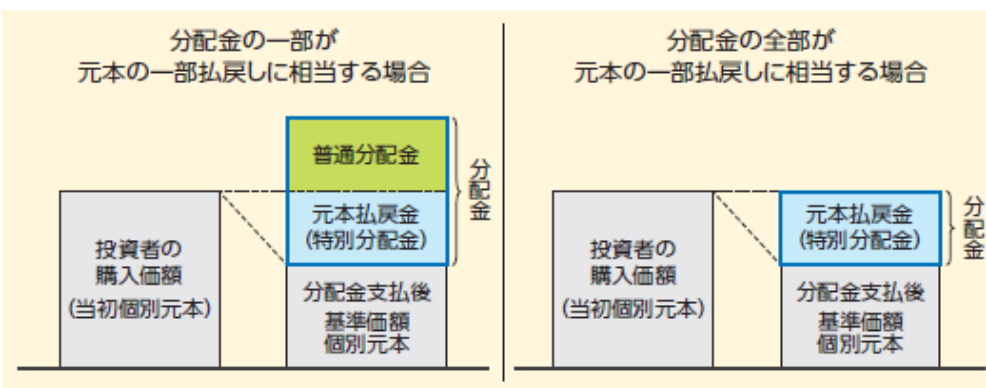 分配金の一部が
元本の一部払戻しに相当する場合
普通分配金
元本払戻金
(特別分配金)
分配金
投資者の
購入価額
(当初個別元本)
分配金支払後
基準価額
個別元本
分配金の全部が
元本の一部払戻しに相当する場合
元本払戻金
(特別分配金)
分配金
投資者の
購入価額
(当初個別元本)
分配金支払後
基準価額
個別元本